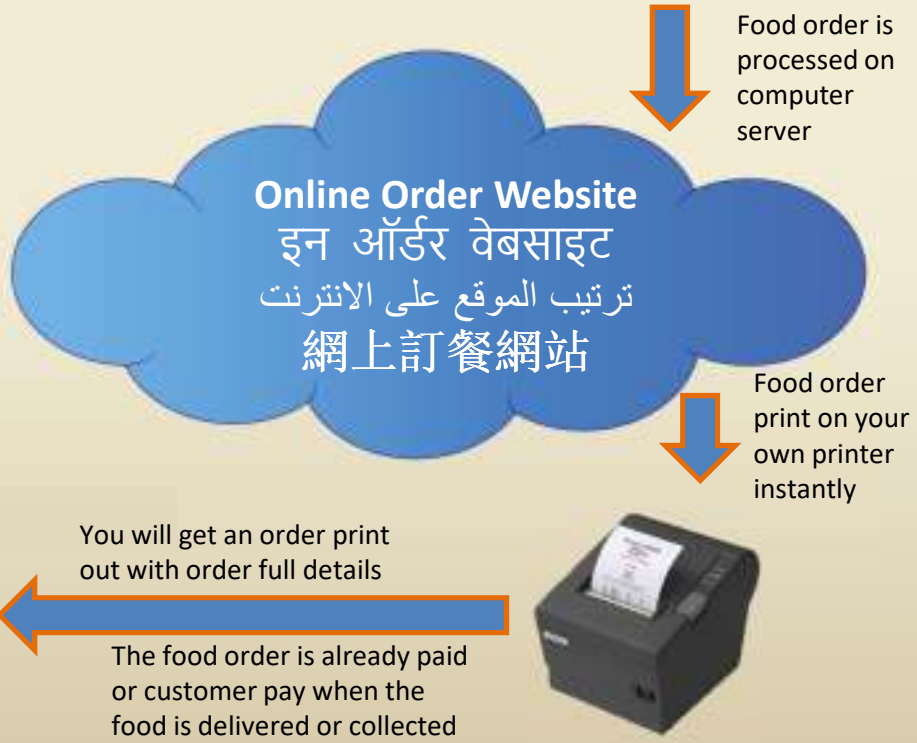 Food order is
processed on
computer
server
Online Order Website
इन ऑर्डर वेबसाइट
ترتيب الموقع على الانترنت
網上訂餐網站
Food order
print on your
own printer
instantly
You will get an order print
out with order full details
The food order is already paid
or customer pay when the
food is delivered or collected